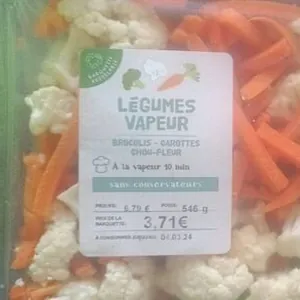 LÉGUMES
VAPEUR
BROCOLIS - CAROTTES
CHOU-FLEUR
À la vapeur 10 min
sans conservateurs
PRIX/KG: 6,79 € POIDS: 546 g
PRIX DE LA
BARQUETTE: 3,71€
À CONSOMMER JUSQU'AU: 04.03.24